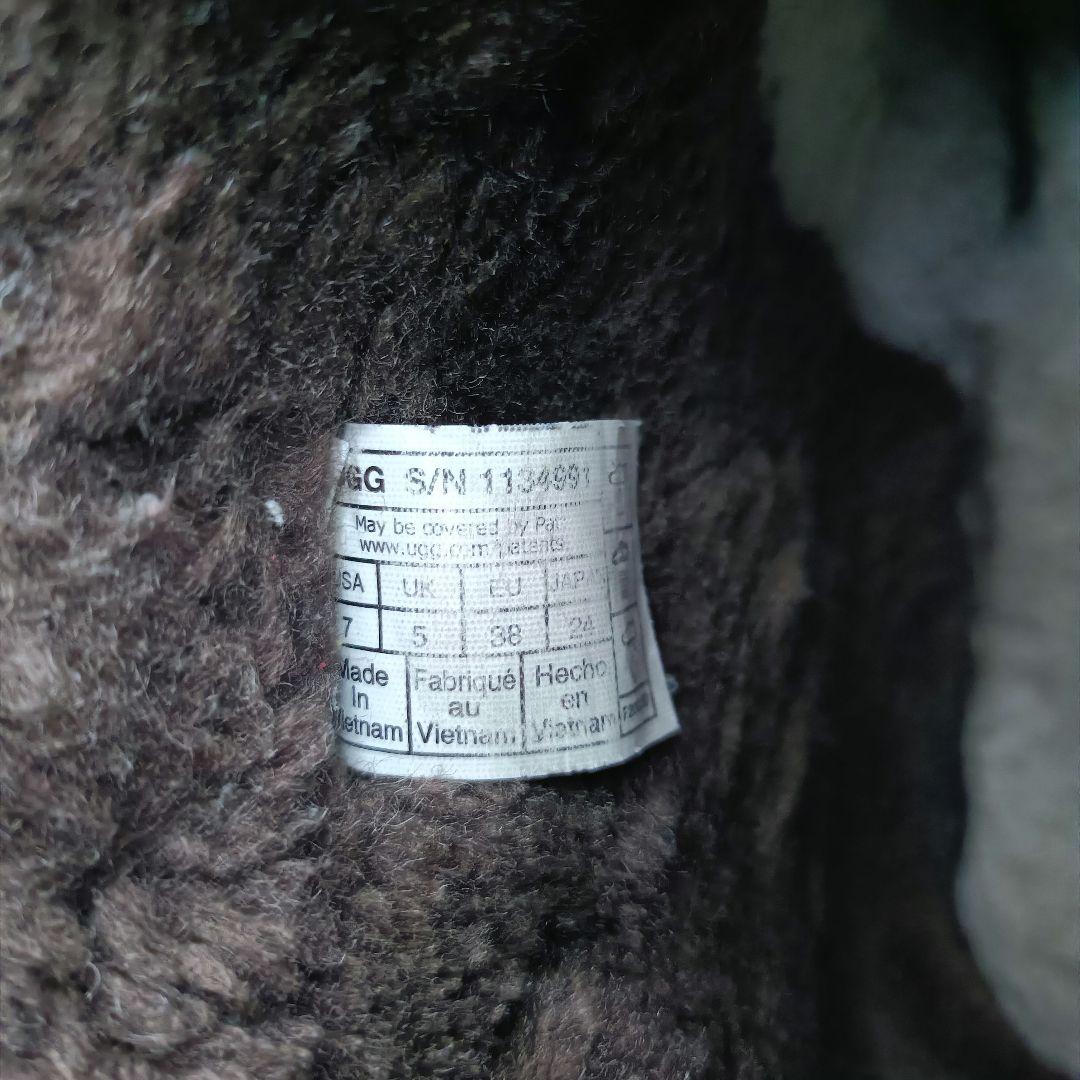 UGG S/N 1134991
May be covered by Pat:
www.ugg.com/patents
USA UK EU JAPAN
7 5 38 24
Made Fabriqué Hecho
In au en
Vietnam Vietnam Vietnam